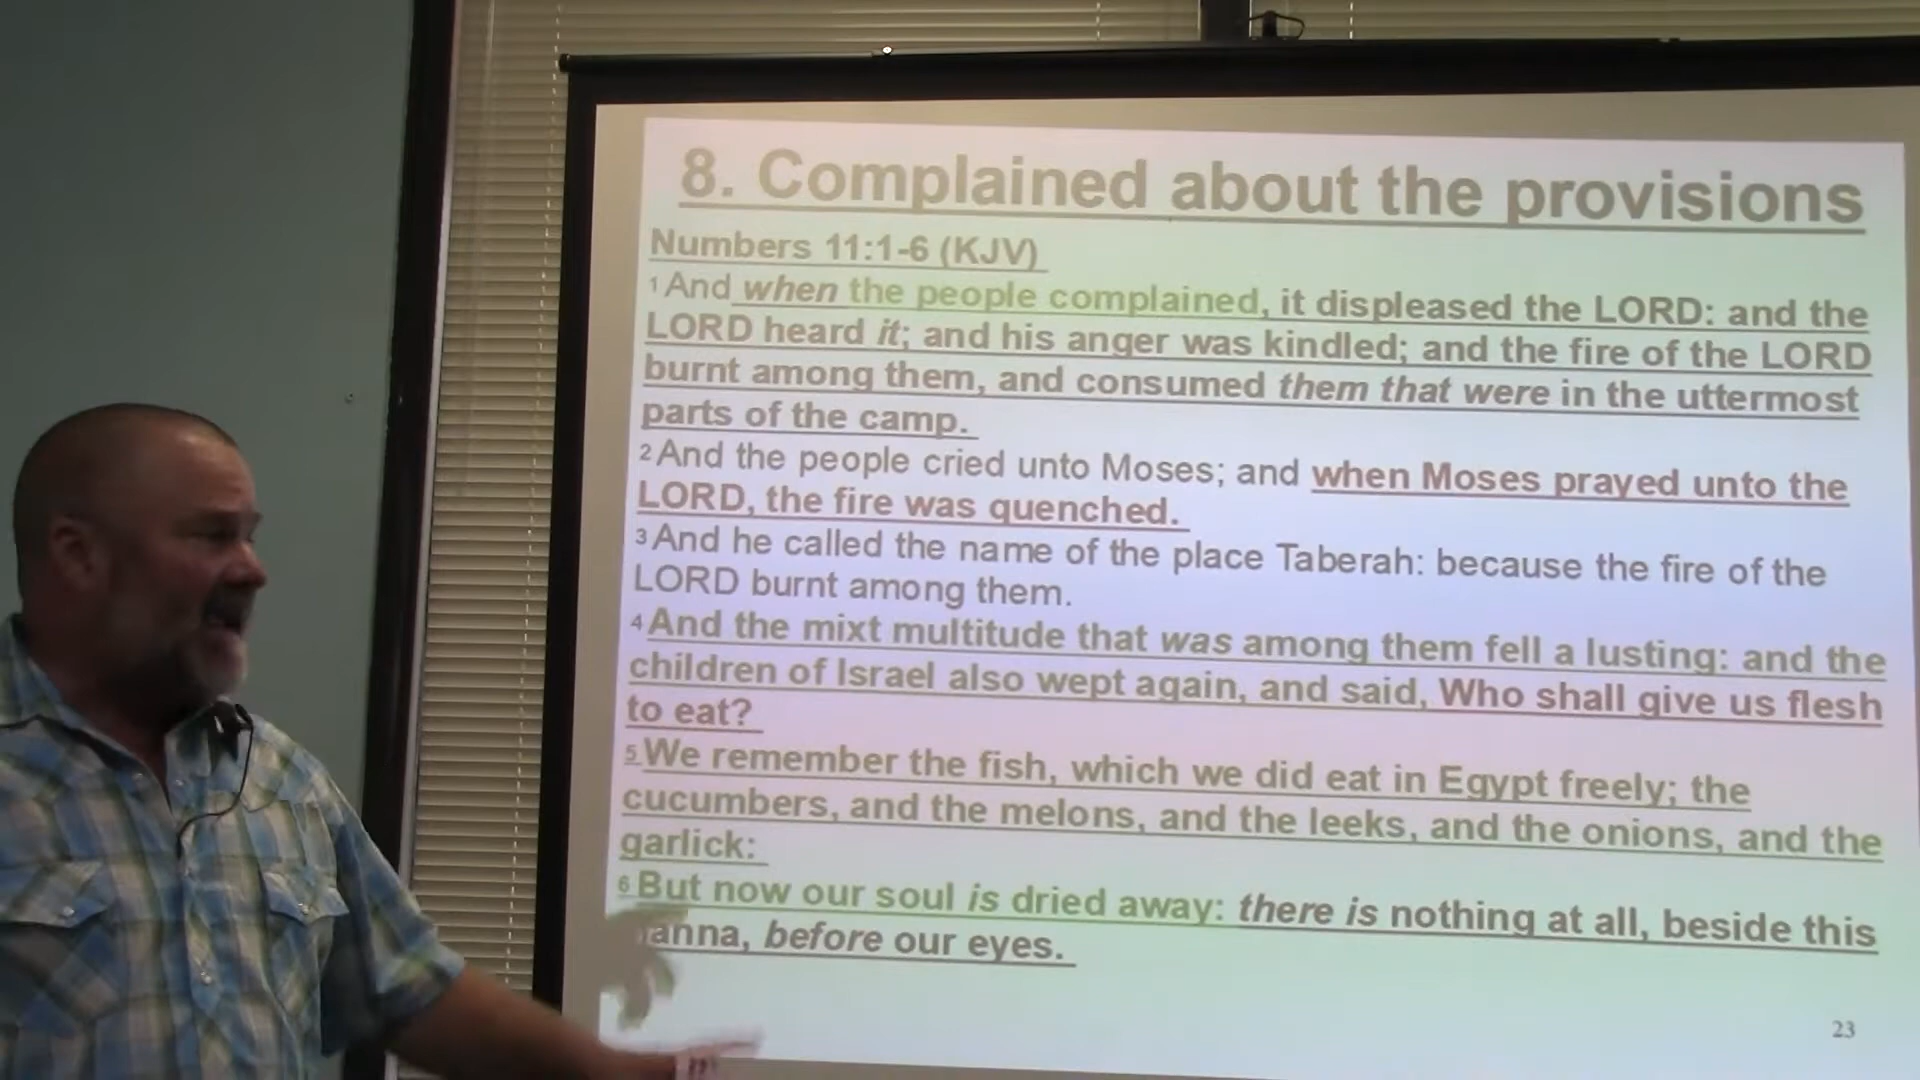 8. Complained about the provisions
Numbers 11:1-6 (KJV)
1 And when the people complained, it displeased the LORD: and the
LORD heard it; and his anger was kindled; and the fire of the LORD
burnt among them, and consumed them that were in the uttermost
parts of the camp.
2 And the people cried unto Moses; and when Moses prayed unto the
LORD, the fire was quenched.
3 And he called the name of the place Taberah: because the fire of the
LORD burnt among them.
4 And the mixt multitude that was among them fell a lusting: and the
children of Israel also wept again, and said, Who shall give us flesh
to eat?
5 We remember the fish, which we did eat in Egypt freely; the
cucumbers, and the melons, and the leeks, and the onions, and the
garlick:
6 But now our soul is dried away: there is nothing at all, beside this
anna, before our eyes.
23